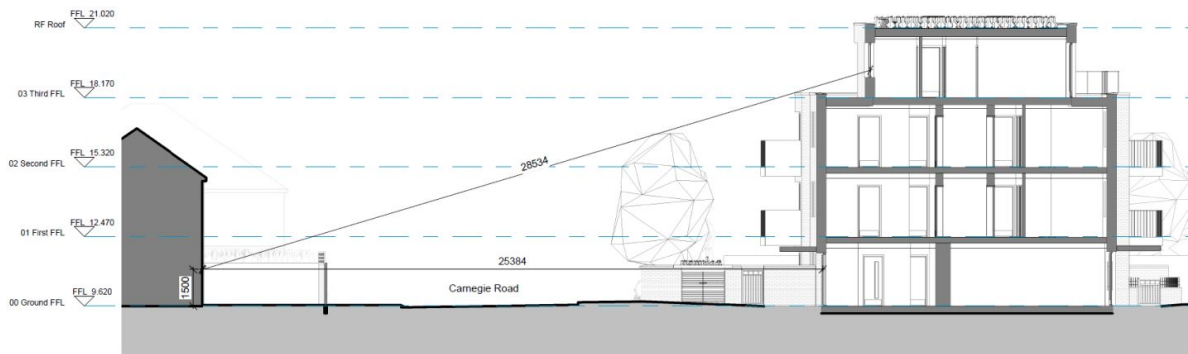 FFL 21.020
RF Roof
FFL 18.170
03 Third FFL
FFL 15.320
02 Second FFL
28534
FFL 12.470
01 First FFL
25384
1500
Carnegie Road
FFL 9.620
00 Ground FFL